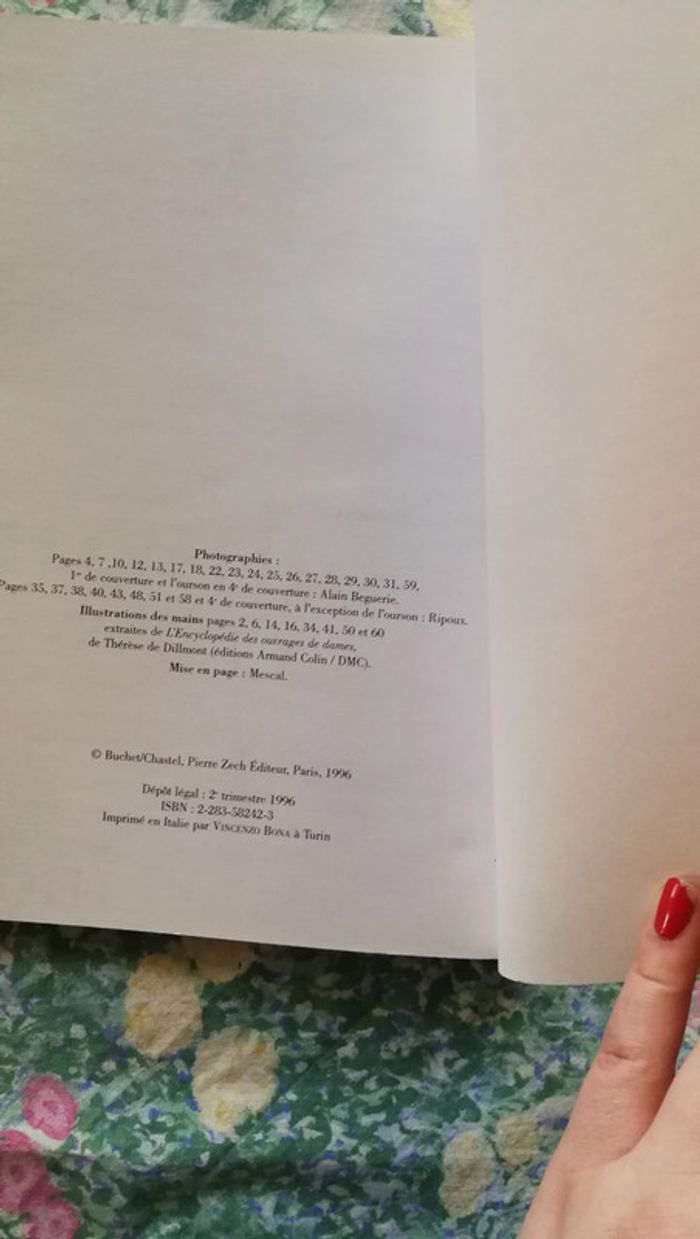 Photographies :
Pages 4, 7 ,10, 12, 13, 17, 18, 22, 23, 24, 25, 26, 27, 28, 29, 30, 31, 59,
1re de couverture et l'ourson en 4e de couverture : Alain Beguerie.
Pages 35, 37, 38, 40, 43, 48, 51 et 58 et 4e de couverture, à l'exception de l'ourson : Ripoux.
Illustrations des mains pages 2, 6, 14, 16, 34, 41, 50 et 60
extraites de L'Encyclopédie des ouvrages de dames,
de Thérèse de Dillmont (éditions Armand Colin / DMC).
Mise en page : Mescal.
© Buchet/Chastel, Pierre Zech Éditeur, Paris, 1996
Dépôt légal : 2e trimestre 1996
ISBN : 2-283-58242-3
Imprimé en Italie par VINCENZO BONA à Turin